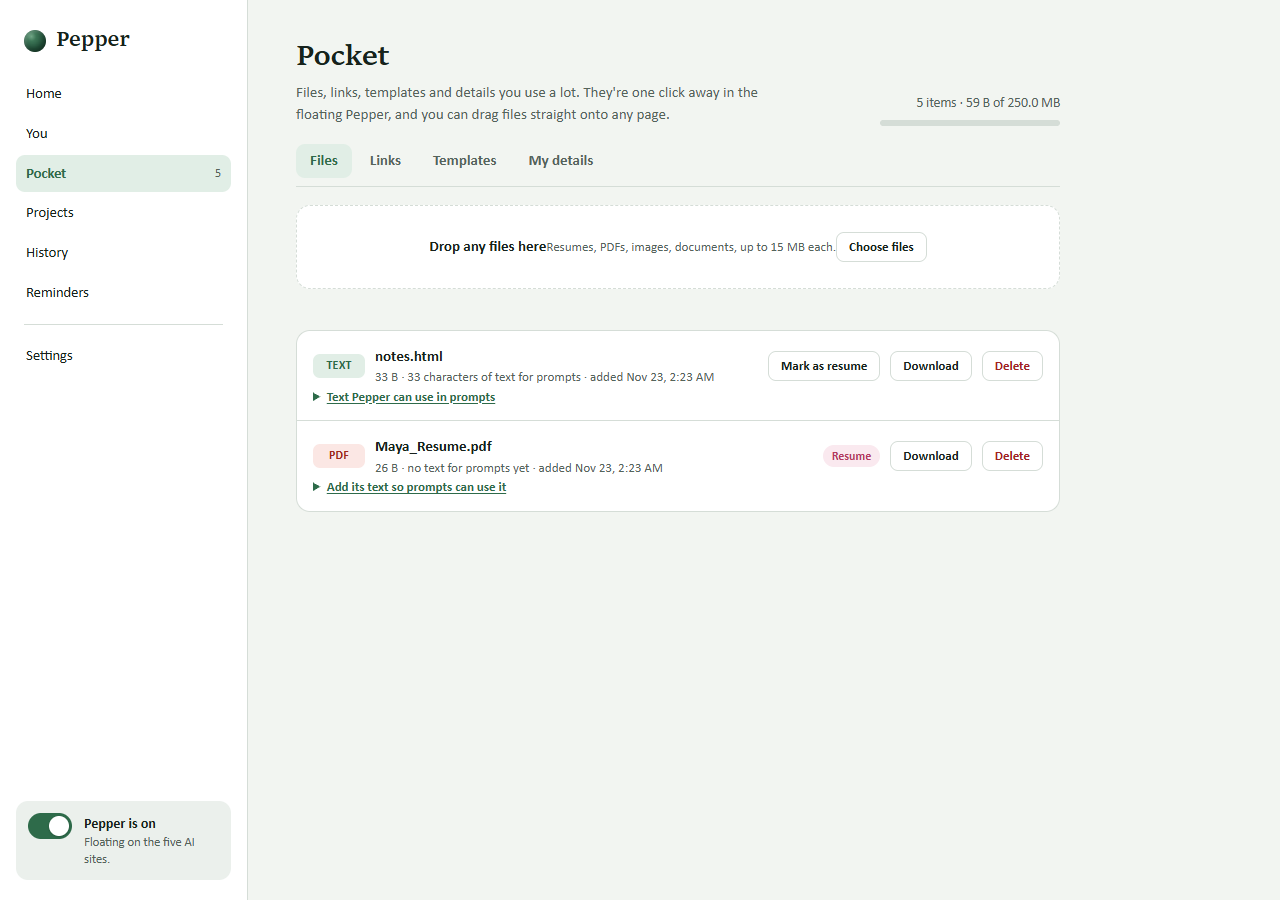 Pepper
Home
You
Pocket 5
Projects
History
Reminders
Settings
Pepper is on
Floating on the five AI
sites.
Pocket
Files, links, templates and details you use a lot. They're one click away in the
floating Pepper, and you can drag files straight onto any page.
5 items · 59 B of 250.0 MB
Files Links Templates My details
Drop any files hereResumes, PDFs, images, documents, up to 15 MB each. Choose files
TEXT notes.html Mark as resume Download Delete
33 B · 33 characters of text for prompts · added Nov 23, 2:23 AM
Text Pepper can use in prompts
PDF Maya_Resume.pdf Resume Download Delete
26 B · no text for prompts yet · added Nov 23, 2:23 AM
Add its text so prompts can use it